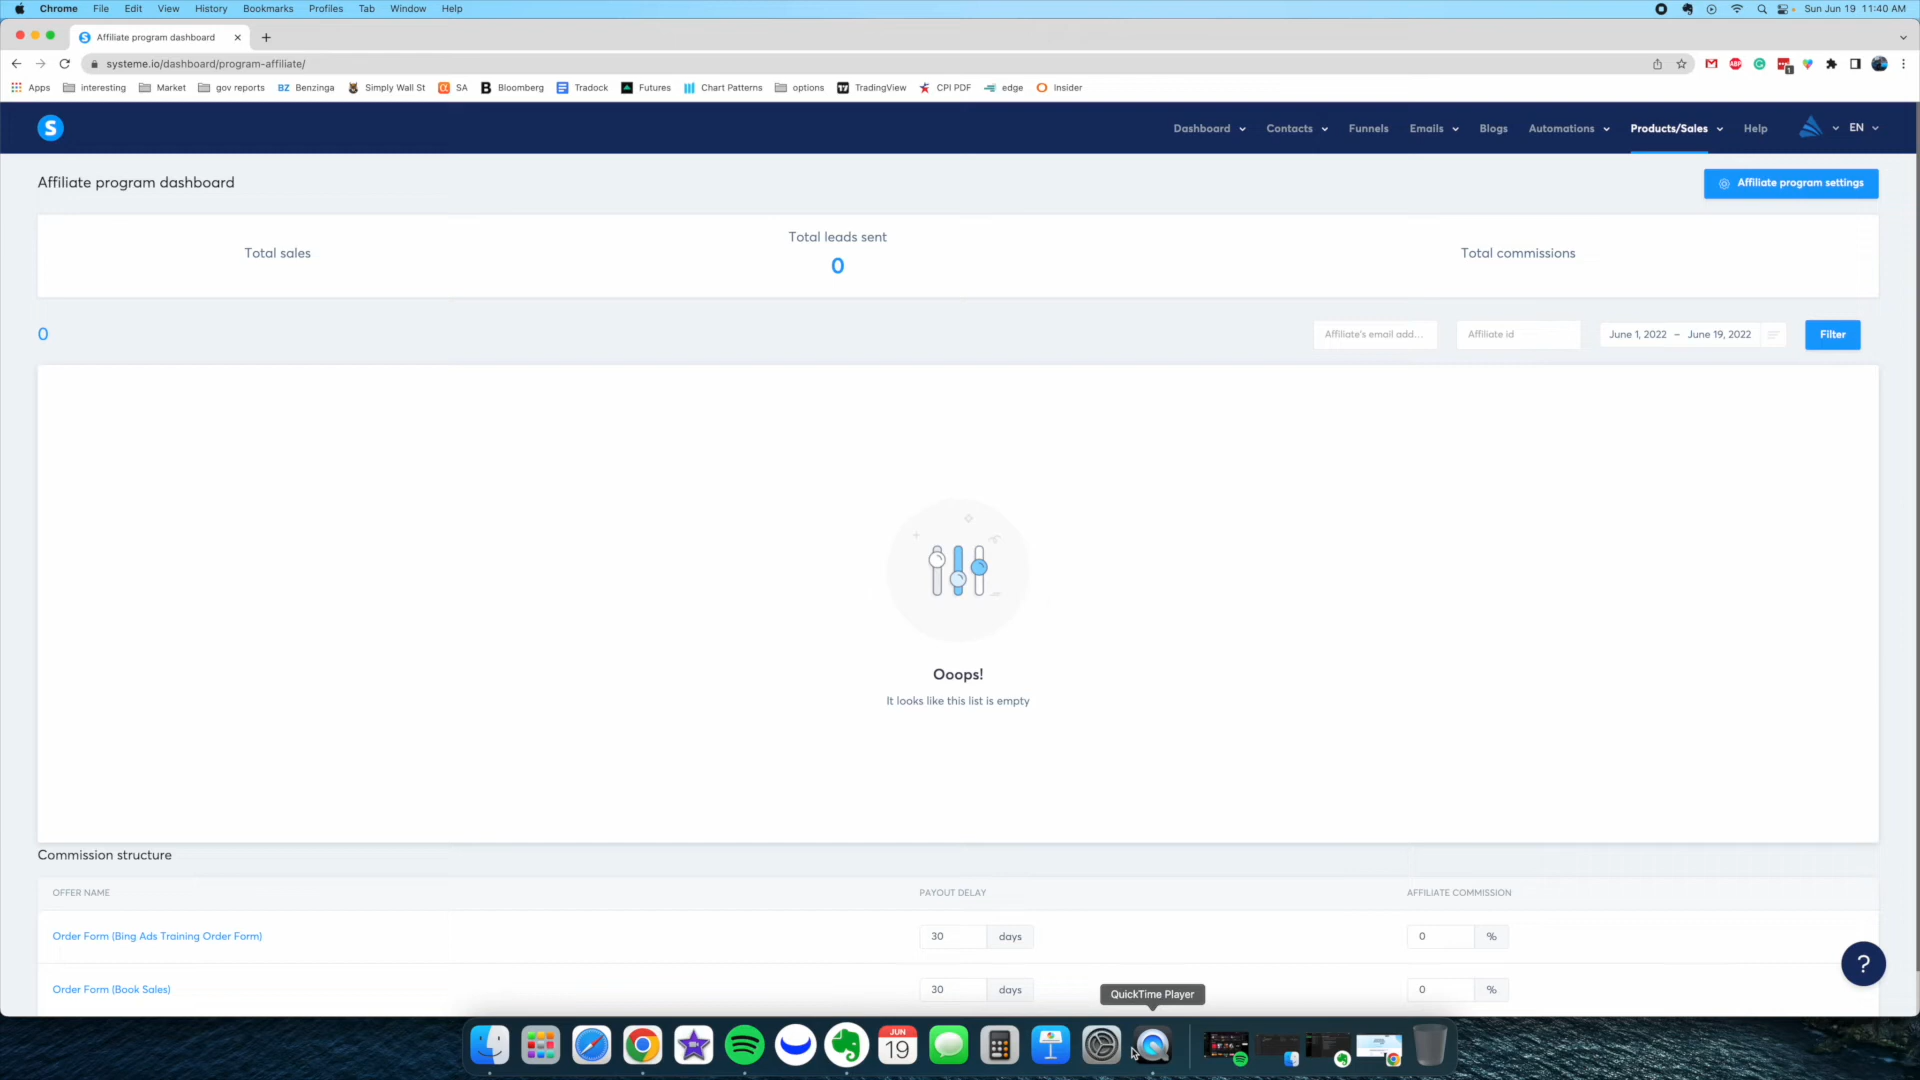 Chrome File Edit View History Bookmarks Profiles Tab Window Help Sun Jun 19 11:40 AM
Affiliate program dashboard
systeme.io/dashboard/program-affiliate/
Apps interesting Market gov reports BZ Benzinga Simply Wall St SA Bloomberg Tradock Futures Chart Patterns options TradingView CPI PDF edge Insider
S Dashboard Contacts Funnels Emails Blogs Automations Products/Sales Help EN
Affiliate program dashboard Affiliate program settings
Total leads sent
Total sales Total commissions
0
0 Affiliate's email add... Affiliate id June 1, 2022 – June 19, 2022 Filter
Ooops!
It looks like this list is empty
Commission structure
OFFER NAME PAYOUT DELAY AFFILIATE COMMISSION
Order Form (Bing Ads Training Order Form) 30 days 0 %
?
Order Form (Book Sales) 30 days 0 %
QuickTime Player
JUN
19